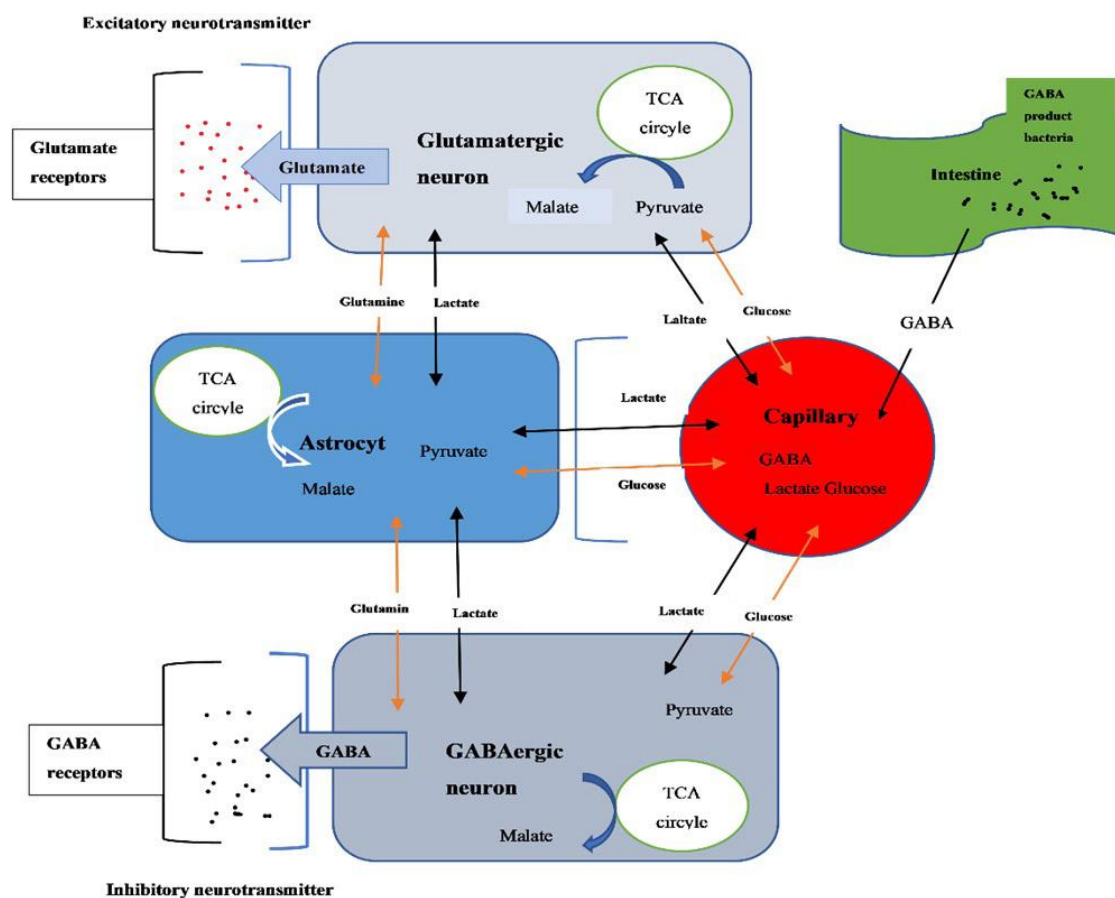 Excitatory neurotransmitter
Glutamate
receptors
Glutamate
Glutamatergic
neuron
TCA
circyle
Malate
Pyruvate
GABA
product
bacteria
Intestine
Glutamine
Lactate
Laltate
Glucose
GABA
TCA
circyle
Astrocyt
Pyruvate
Malate
Lactate
Glucose
Capillary
GABA
Lactate Glucose
Glutamin
Lactate
Lactate
Glucose
GABA
receptors
GABA
GABAergic
neuron
Pyruvate
TCA
circyle
Malate
Inhibitory neurotransmitter